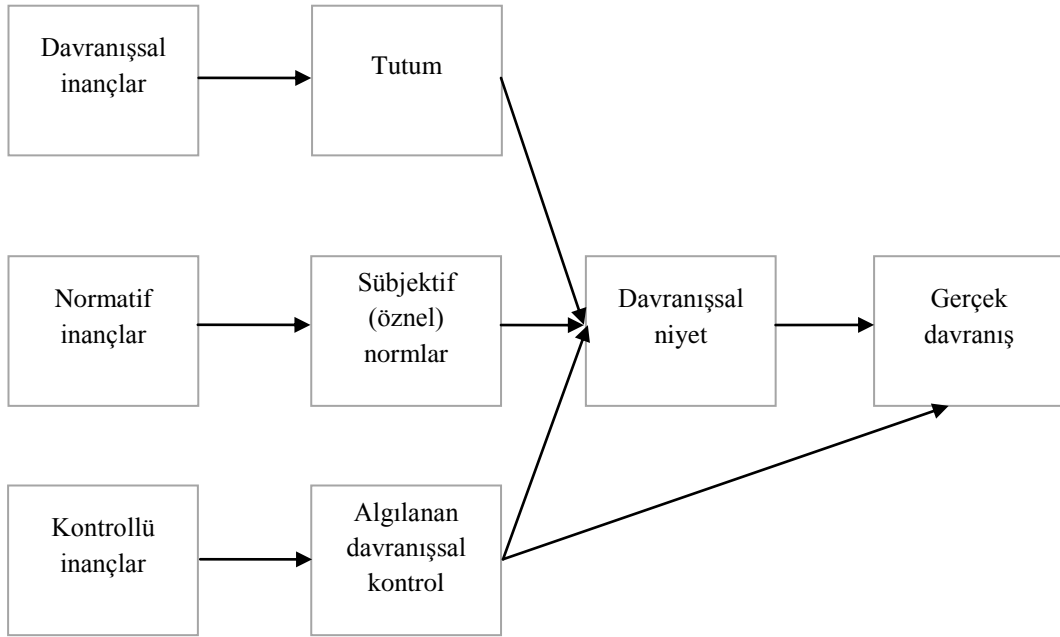 Davranışsal
inançlar
Tutum
Normatif
inançlar
Sübjektif
(öznel)
normlar
Davranışsal
niyet
Gerçek
davranış
Kontrollü
inançlar
Algılanan
davranışsal
kontrol